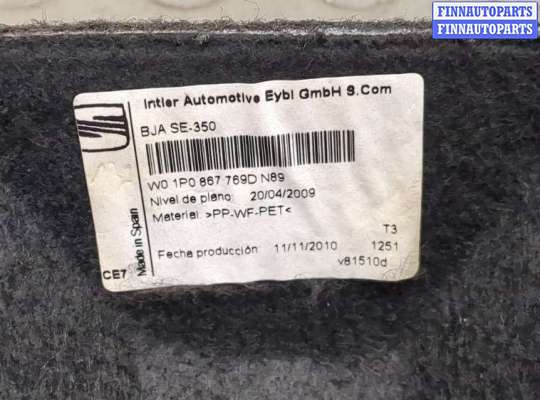 FINNAUTOPARTS
FINNAUTOPARTS
Intier Automotive Eybl GmbH S.Com
BJA SE-350
W0 1P0 867 769D N89
Nivel de plano: 20/04/2009
Material: >PP-WF-PET<
T3
Fecha producción: 11/11/2010 1251
v81510d
Made in Spain
CE7